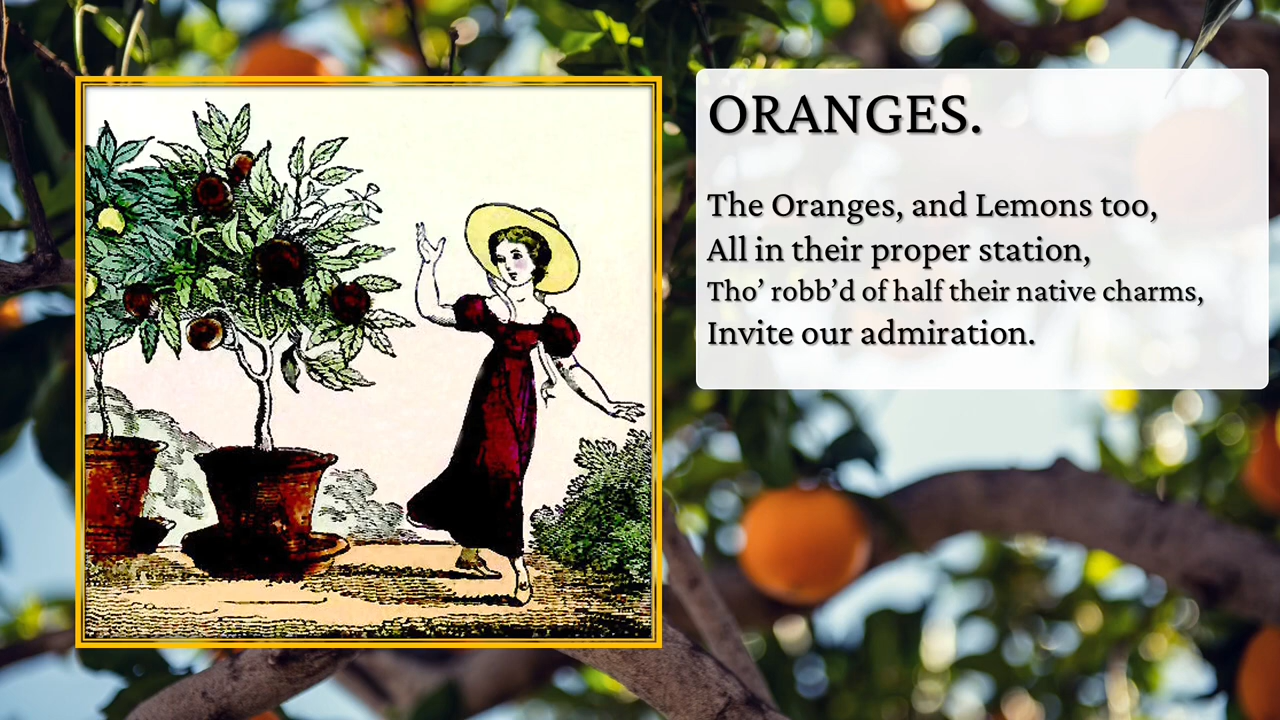 ORANGES.
The Oranges, and Lemons too,
All in their proper station,
Tho’ robb’d of half their native charms,
Invite our admiration.